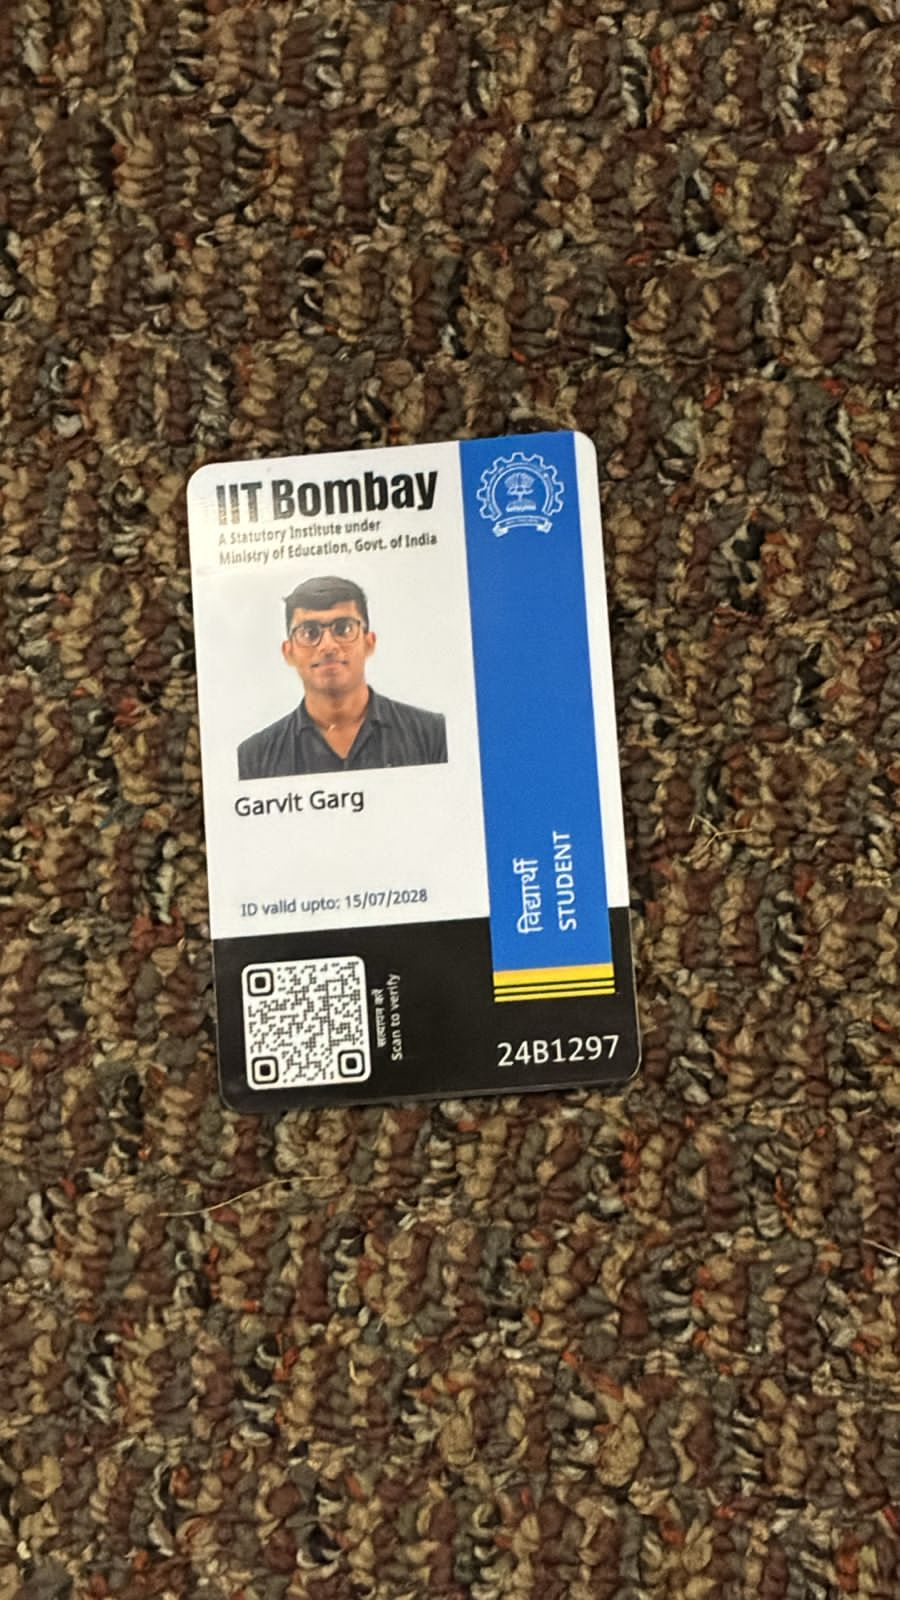 IIT Bombay
A Statutory Institute under
Ministry of Education, Govt. of India
Garvit Garg
ID valid upto: 15/07/2028
विद्यार्थी
STUDENT
सत्यापन करें
Scan to verify
24B1297